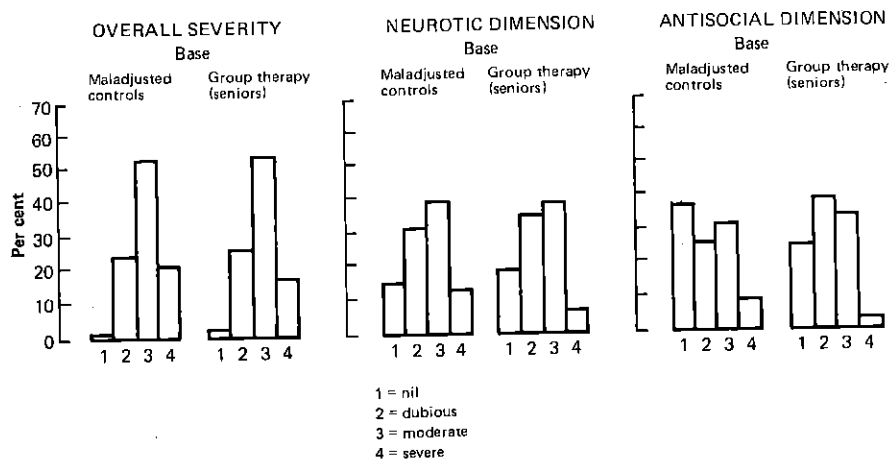 OVERALL SEVERITY
Base
Maladjusted controls
Group therapy (seniors)
Per cent
70
60
50
40
30
20
10
0
1 2 3 4
1 2 3 4
NEUROTIC DIMENSION
Base
Maladjusted controls
Group therapy (seniors)
1 2 3 4
1 2 3 4
ANTISOCIAL DIMENSION
Base
Maladjusted controls
Group therapy (seniors)
1 2 3 4
1 2 3 4
1 = nil
2 = dubious
3 = moderate
4 = severe